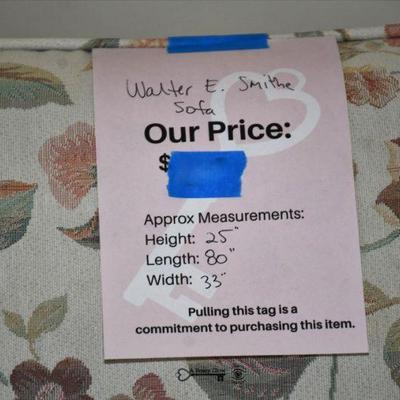 Walter E. Smithe
Sofa
Our Price:
$
Approx Measurements:
Height: 25"
Length: 80"
Width: 33"
Pulling this tag is a
commitment to purchasing this item.